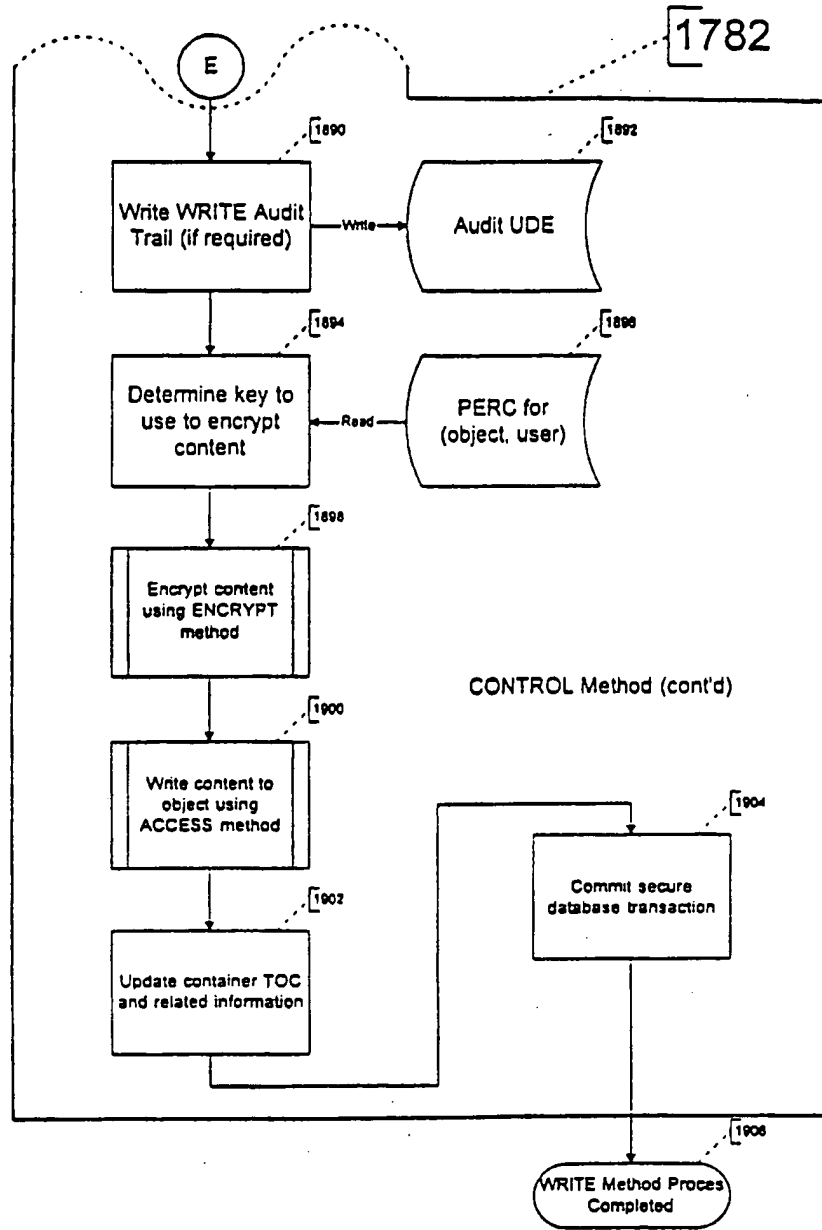 1782
E
1890
Write WRITE Audit
Trail (if required)
Write
1892
Audit UDE
1894
Determine key to
use to encrypt
content
Read
1896
PERC for
(object, user)
1898
Encrypt content
using ENCRYPT
method
CONTROL Method (cont'd)
1900
Write content to
object using
ACCESS method
1904
Commit secure
database transaction
1902
Update container TOC
and related information
1906
WRITE Method Proces
Completed